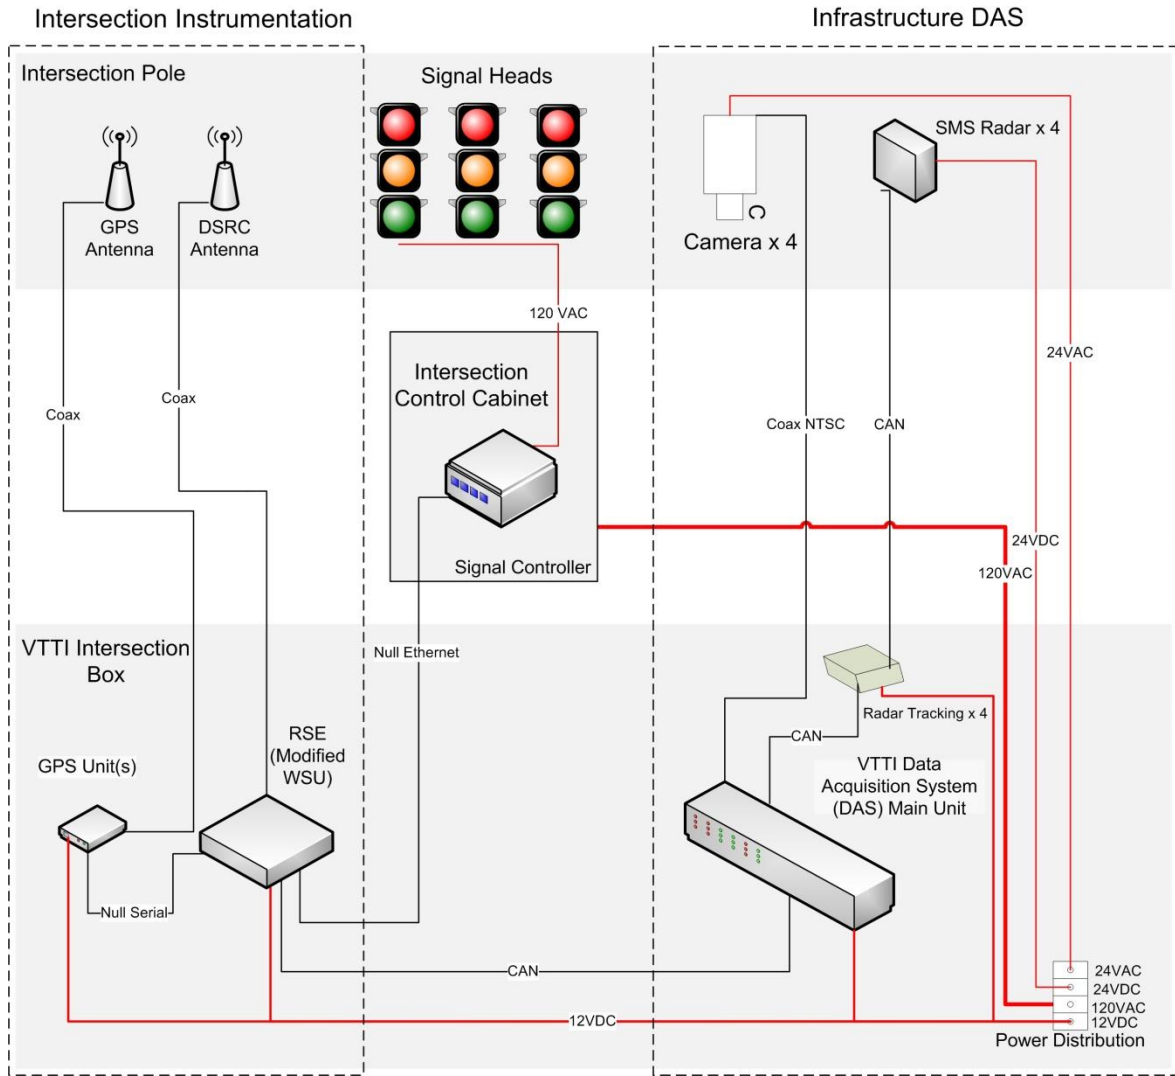 Intersection Instrumentation
Infrastructure DAS
Intersection Pole
Signal Heads
SMS Radar x 4
GPS
Antenna
DSRC
Antenna
C
Camera x 4
120 VAC
24VAC
Intersection
Control Cabinet
Coax
Coax
Coax NTSC
CAN
24VDC
120VAC
Signal Controller
VTTI Intersection
Box
Null Ethernet
Radar Tracking x 4
CAN
RSE
(Modified
WSU)
GPS Unit(s)
VTTI Data
Acquisition System
(DAS) Main Unit
Null Serial
CAN
24VAC
24VDC
120VAC
12VDC
12VDC
Power Distribution